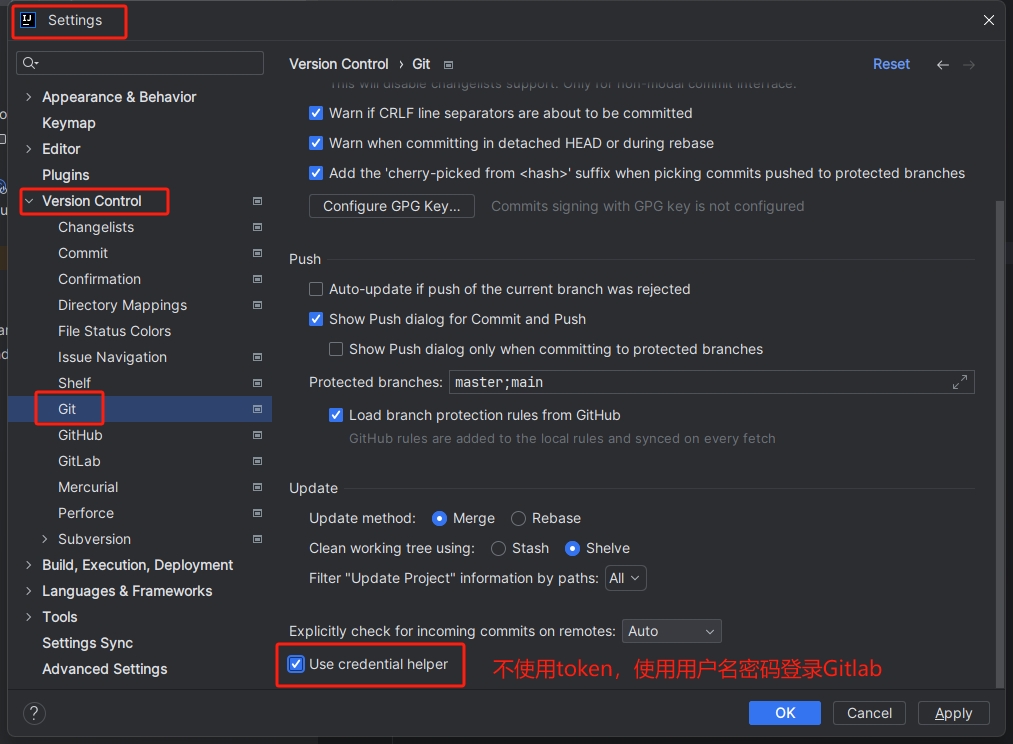 Settings
Version Control › Git
Reset
Appearance & Behavior
Keymap
Editor
Plugins
Version Control
Changelists
Commit
Confirmation
Directory Mappings
File Status Colors
Issue Navigation
Shelf
Git
GitHub
GitLab
Mercurial
Perforce
Subversion
Build, Execution, Deployment
Languages & Frameworks
Tools
Settings Sync
Advanced Settings
This will disable changelists support. Only for non-modal commit interface.
Warn if CRLF line separators are about to be committed
Warn when committing in detached HEAD or during rebase
Add the 'cherry-picked from <hash>' suffix when picking commits pushed to protected branches
Configure GPG Key... Commits signing with GPG key is not configured
Push
Auto-update if push of the current branch was rejected
Show Push dialog for Commit and Push
Show Push dialog only when committing to protected branches
Protected branches: master;main
Load branch protection rules from GitHub
GitHub rules are added to the local rules and synced on every fetch
Update
Update method: Merge Rebase
Clean working tree using: Stash Shelve
Filter "Update Project" information by paths: All
Explicitly check for incoming commits on remotes: Auto
Use credential helper 不使用token，使用用户名密码登录Gitlab
? OK Cancel Apply